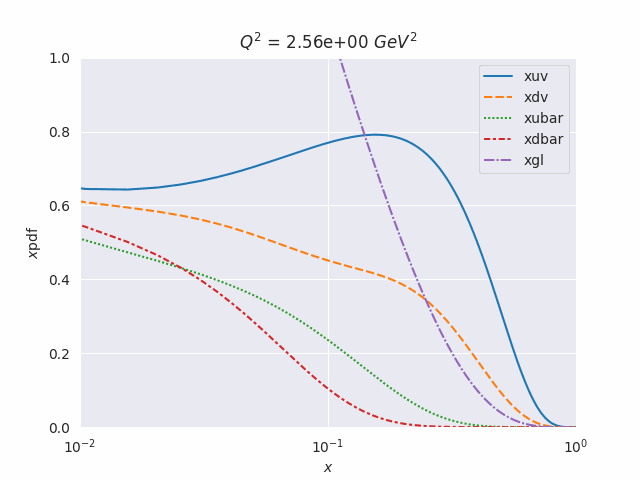 Q² = 2.56e+00 GeV²
1.0
0.8
0.6
0.4
0.2
0.0
xpdf
10⁻²
10⁻¹
10⁰
x
xuv
xdv
xubar
xdbar
xgl